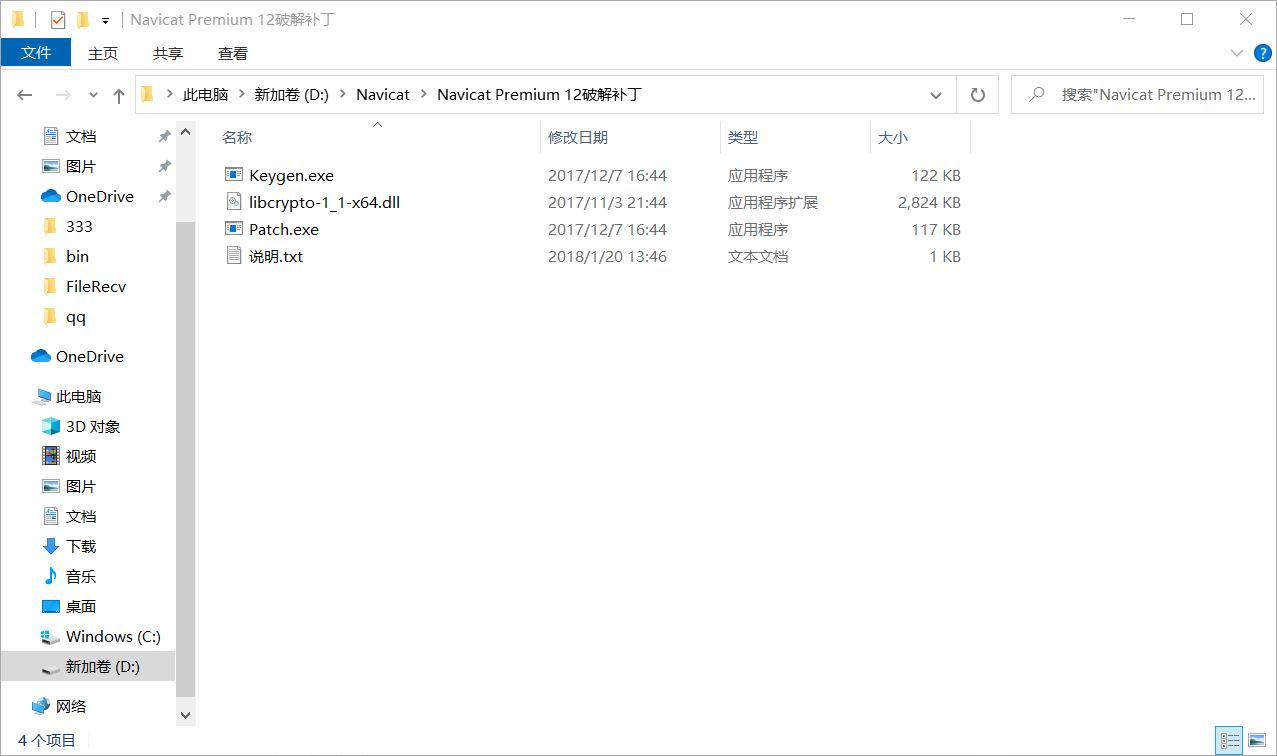 Navicat Premium 12破解补丁
文件 主页 共享 查看
此电脑 新加卷 (D:) Navicat Navicat Premium 12破解补丁 搜索"Navicat Premium 12...
名称 修改日期 类型 大小
Keygen.exe 2017/12/7 16:44 应用程序 122 KB
libcrypto-1_1-x64.dll 2017/11/3 21:44 应用程序扩展 2,824 KB
Patch.exe 2017/12/7 16:44 应用程序 117 KB
说明.txt 2018/1/20 13:46 文本文档 1 KB
文档
图片
OneDrive
333
bin
FileRecv
qq
OneDrive
此电脑
3D 对象
视频
图片
文档
下载
音乐
桌面
Windows (C:)
新加卷 (D:)
网络
4 个项目